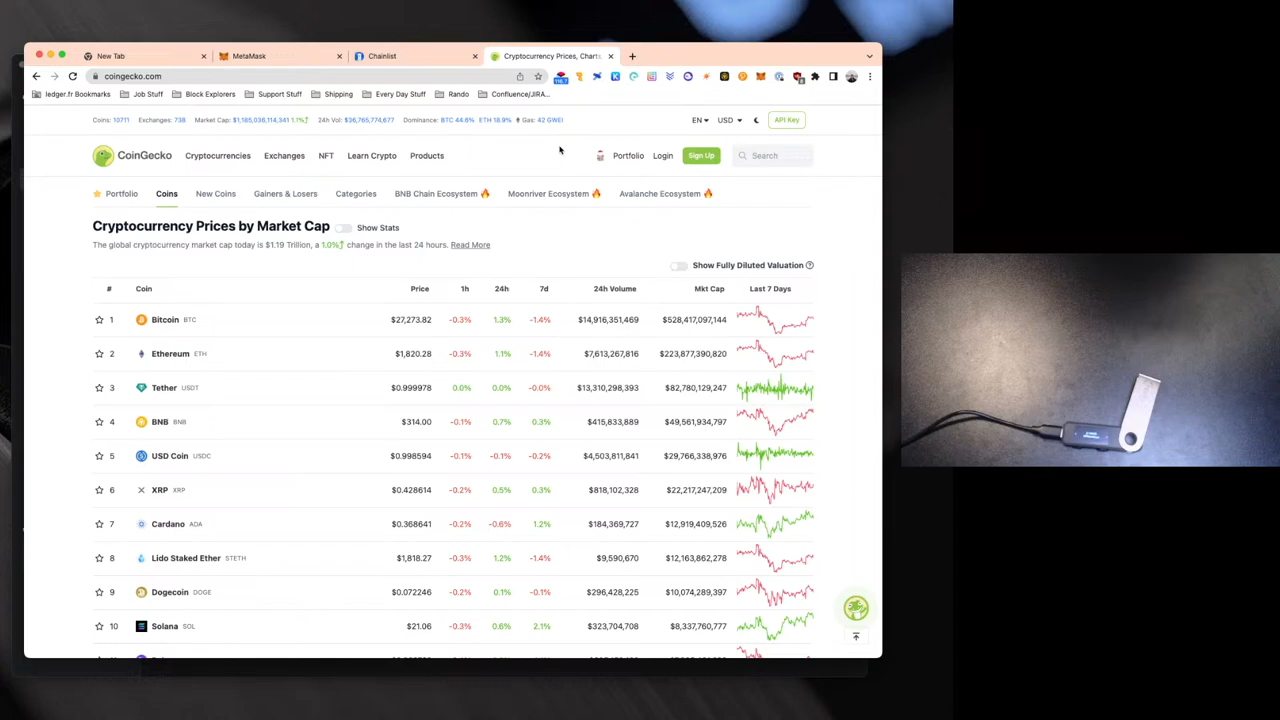 New Tab MetaMask Chainlist Cryptocurrency Prices, Charts
coingecko.com
ledger.fr Bookmarks Job Stuff Block Explorers Support Stuff Shipping Every Day Stuff Rando Confluence/JIRA...
Coins: 10711 Exchanges: 738 Market Cap: $1,185,036,114,341 1.1% 24h Vol: $36,765,774,677 Dominance: BTC 44.6% ETH 18.9% Gas: 42 GWEI EN USD API Key
CoinGecko Cryptocurrencies Exchanges NFT Learn Crypto Products Portfolio Login Sign Up Search
Portfolio Coins New Coins Gainers & Losers Categories BNB Chain Ecosystem Moonriver Ecosystem Avalanche Ecosystem
Cryptocurrency Prices by Market Cap Show Stats
The global cryptocurrency market cap today is $1.19 Trillion, a 1.0% change in the last 24 hours. Read More
Show Fully Diluted Valuation
# Coin Price 1h 24h 7d 24h Volume Mkt Cap Last 7 Days
1 Bitcoin BTC $27,273.82 -0.3% 1.3% -1.4% $14,916,351,469 $528,417,097,144
2 Ethereum ETH $1,820.28 -0.3% 1.1% -1.4% $7,613,267,816 $223,877,390,820
3 Tether USDT $0.999978 0.0% 0.0% -0.0% $13,310,298,393 $82,780,129,247
4 BNB BNB $314.00 -0.1% 0.7% 0.3% $415,833,889 $49,561,934,797
5 USD Coin USDC $0.998594 -0.1% -0.1% -0.2% $4,503,811,841 $29,766,338,976
6 XRP XRP $0.428614 -0.2% 0.5% 0.3% $818,102,328 $22,217,247,209
7 Cardano ADA $0.368641 -0.2% -0.6% 1.2% $184,369,727 $12,919,409,526
8 Lido Staked Ether STETH $1,818.27 -0.3% 1.2% -1.4% $9,590,670 $12,163,862,278
9 Dogecoin DOGE $0.072246 -0.2% 0.1% -0.1% $296,428,225 $10,074,289,397
10 Solana SOL $21.06 -0.3% 0.6% 2.1% $323,704,708 $8,337,760,777